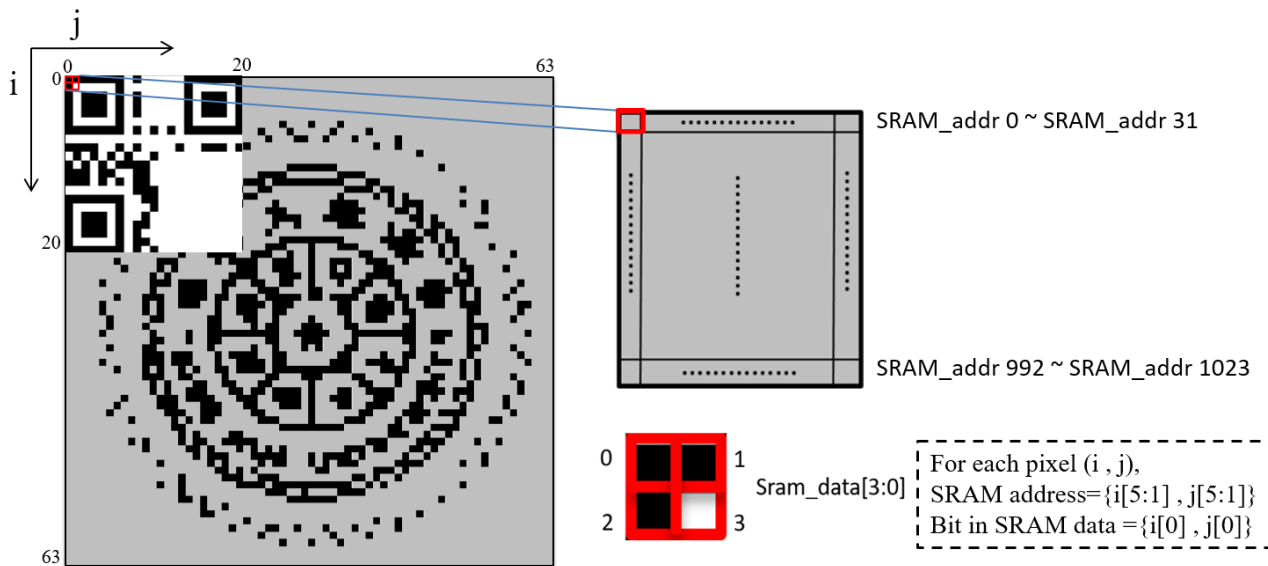 j
i
0
20
63
0
20
63
SRAM_addr 0 ~ SRAM_addr 31
SRAM_addr 992 ~ SRAM_addr 1023
0
1
Sram_data[3:0]
2
3
For each pixel (i , j),
SRAM address={i[5:1] , j[5:1]}
Bit in SRAM data ={i[0] , j[0]}